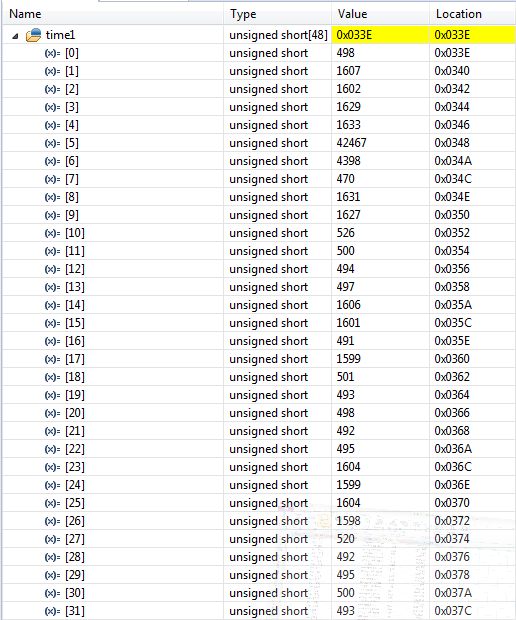 Name Type Value Location
time1 unsigned short[48] 0x033E 0x033E
(x)= [0] unsigned short 498 0x033E
(x)= [1] unsigned short 1607 0x0340
(x)= [2] unsigned short 1602 0x0342
(x)= [3] unsigned short 1629 0x0344
(x)= [4] unsigned short 1633 0x0346
(x)= [5] unsigned short 42467 0x0348
(x)= [6] unsigned short 4398 0x034A
(x)= [7] unsigned short 470 0x034C
(x)= [8] unsigned short 1631 0x034E
(x)= [9] unsigned short 1627 0x0350
(x)= [10] unsigned short 526 0x0352
(x)= [11] unsigned short 500 0x0354
(x)= [12] unsigned short 494 0x0356
(x)= [13] unsigned short 497 0x0358
(x)= [14] unsigned short 1606 0x035A
(x)= [15] unsigned short 1601 0x035C
(x)= [16] unsigned short 491 0x035E
(x)= [17] unsigned short 1599 0x0360
(x)= [18] unsigned short 501 0x0362
(x)= [19] unsigned short 493 0x0364
(x)= [20] unsigned short 498 0x0366
(x)= [21] unsigned short 492 0x0368
(x)= [22] unsigned short 495 0x036A
(x)= [23] unsigned short 1604 0x036C
(x)= [24] unsigned short 1599 0x036E
(x)= [25] unsigned short 1604 0x0370
(x)= [26] unsigned short 1598 0x0372
(x)= [27] unsigned short 520 0x0374
(x)= [28] unsigned short 492 0x0376
(x)= [29] unsigned short 495 0x0378
(x)= [30] unsigned short 500 0x037A
(x)= [31] unsigned short 493 0x037C